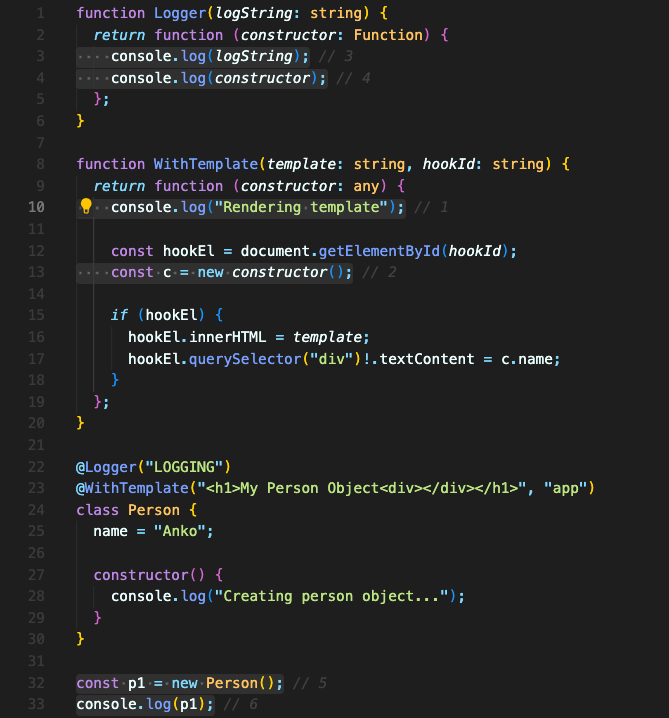 1 function Logger(logString: string) {
2   return function (constructor: Function) {
3 ····console.log(logString); // 3
4 ····console.log(constructor); // 4
5   };
6 }
7
8 function WithTemplate(template: string, hookId: string) {
9   return function (constructor: any) {
10 ··console.log("Rendering·template"); // 1
11
12     const hookEl = document.getElementById(hookId);
13 ····const·c·=·new·constructor(); // 2
14
15     if (hookEl) {
16       hookEl.innerHTML = template;
17       hookEl.querySelector("div")!.textContent = c.name;
18     }
19   };
20 }
21
22 @Logger("LOGGING")
23 @WithTemplate("<h1>My Person Object<div></div></h1>", "app")
24 class Person {
25   name = "Anko";
26
27   constructor() {
28     console.log("Creating person object...");
29   }
30 }
31
32 const·p1·=·new·Person(); // 5
33 console.log(p1); // 6